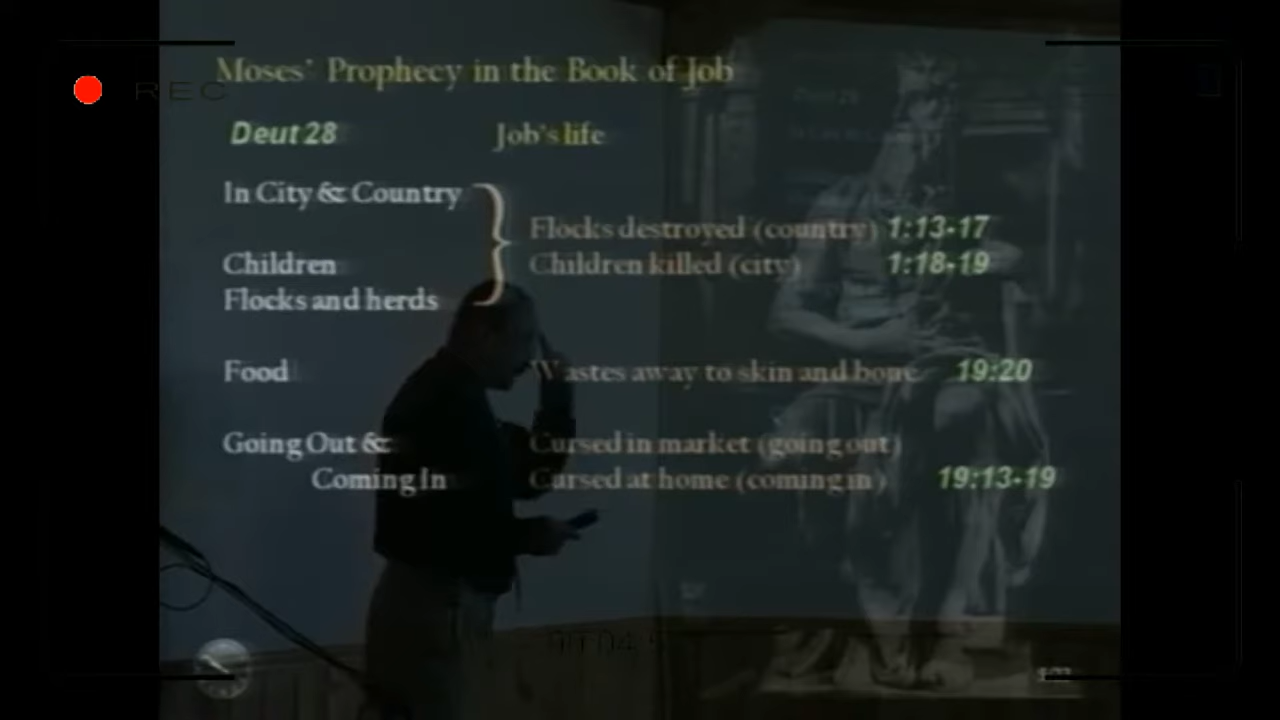 REC
Moses' Prophecy in the Book of Job
Deut 28 Job's life
In City & Country
Flocks destroyed (country) 1:13-17
Children Children killed (city) 1:18-19
Flocks and herds
Food Wastes away to skin and bone 19:20
Going Out & Cursed in market (going out)
Coming In Cursed at home (coming in) 19:13-19